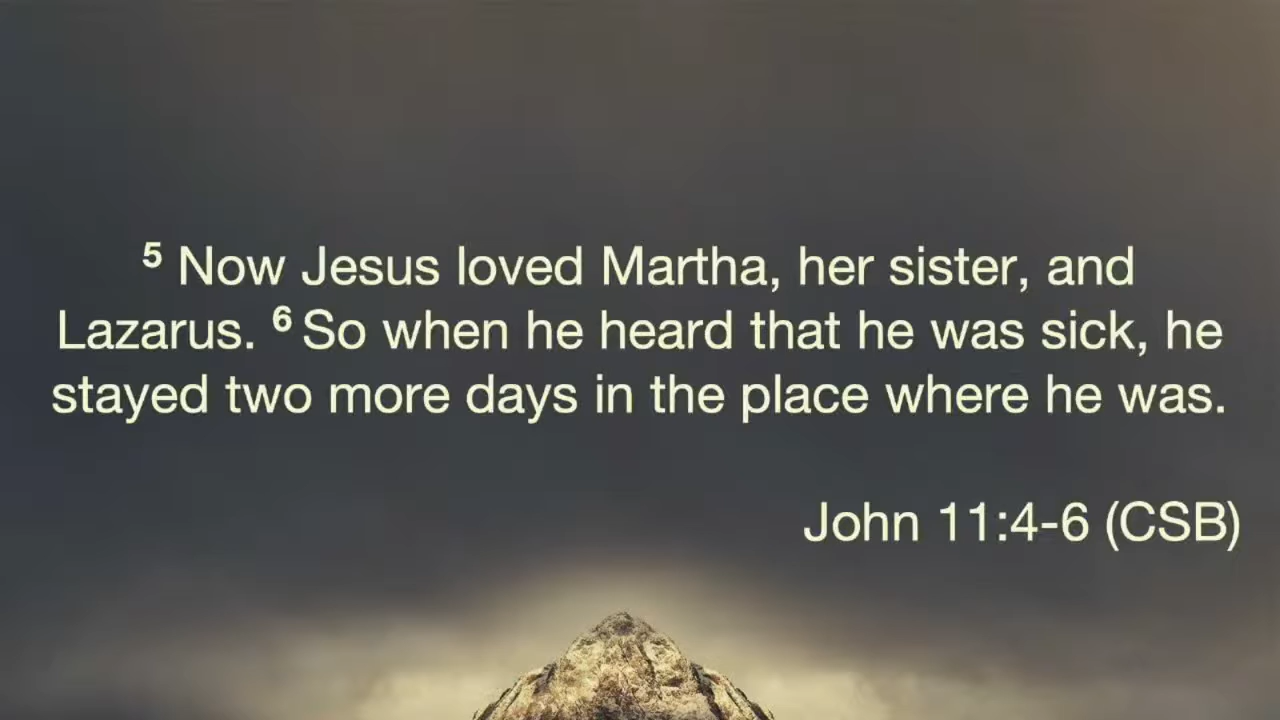 ⁵ Now Jesus loved Martha, her sister, and
Lazarus. ⁶ So when he heard that he was sick, he
stayed two more days in the place where he was.
John 11:4-6 (CSB)